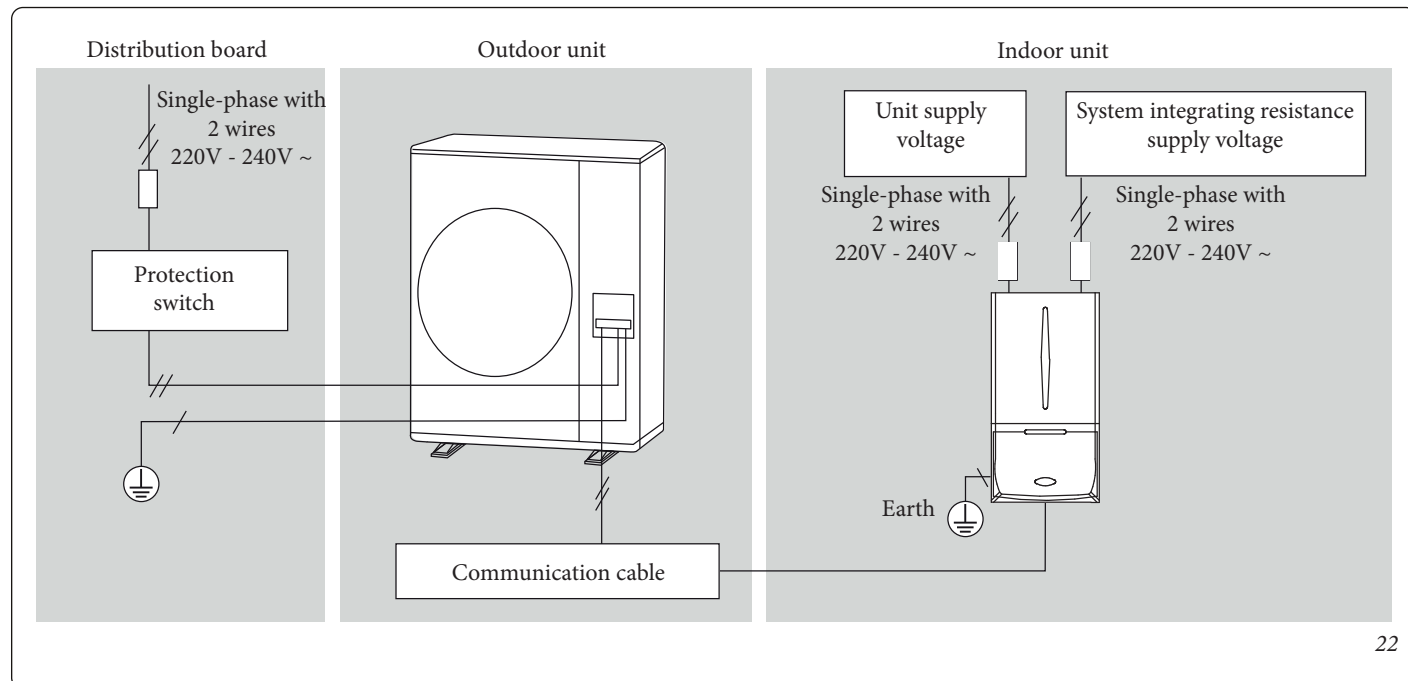 Distribution board
Outdoor unit
Indoor unit
Single-phase with
2 wires
220V - 240V ~
Protection
switch
Unit supply
voltage
System integrating resistance
supply voltage
Single-phase with
2 wires
220V - 240V ~
Single-phase with
2 wires
220V - 240V ~
Earth
Communication cable
22